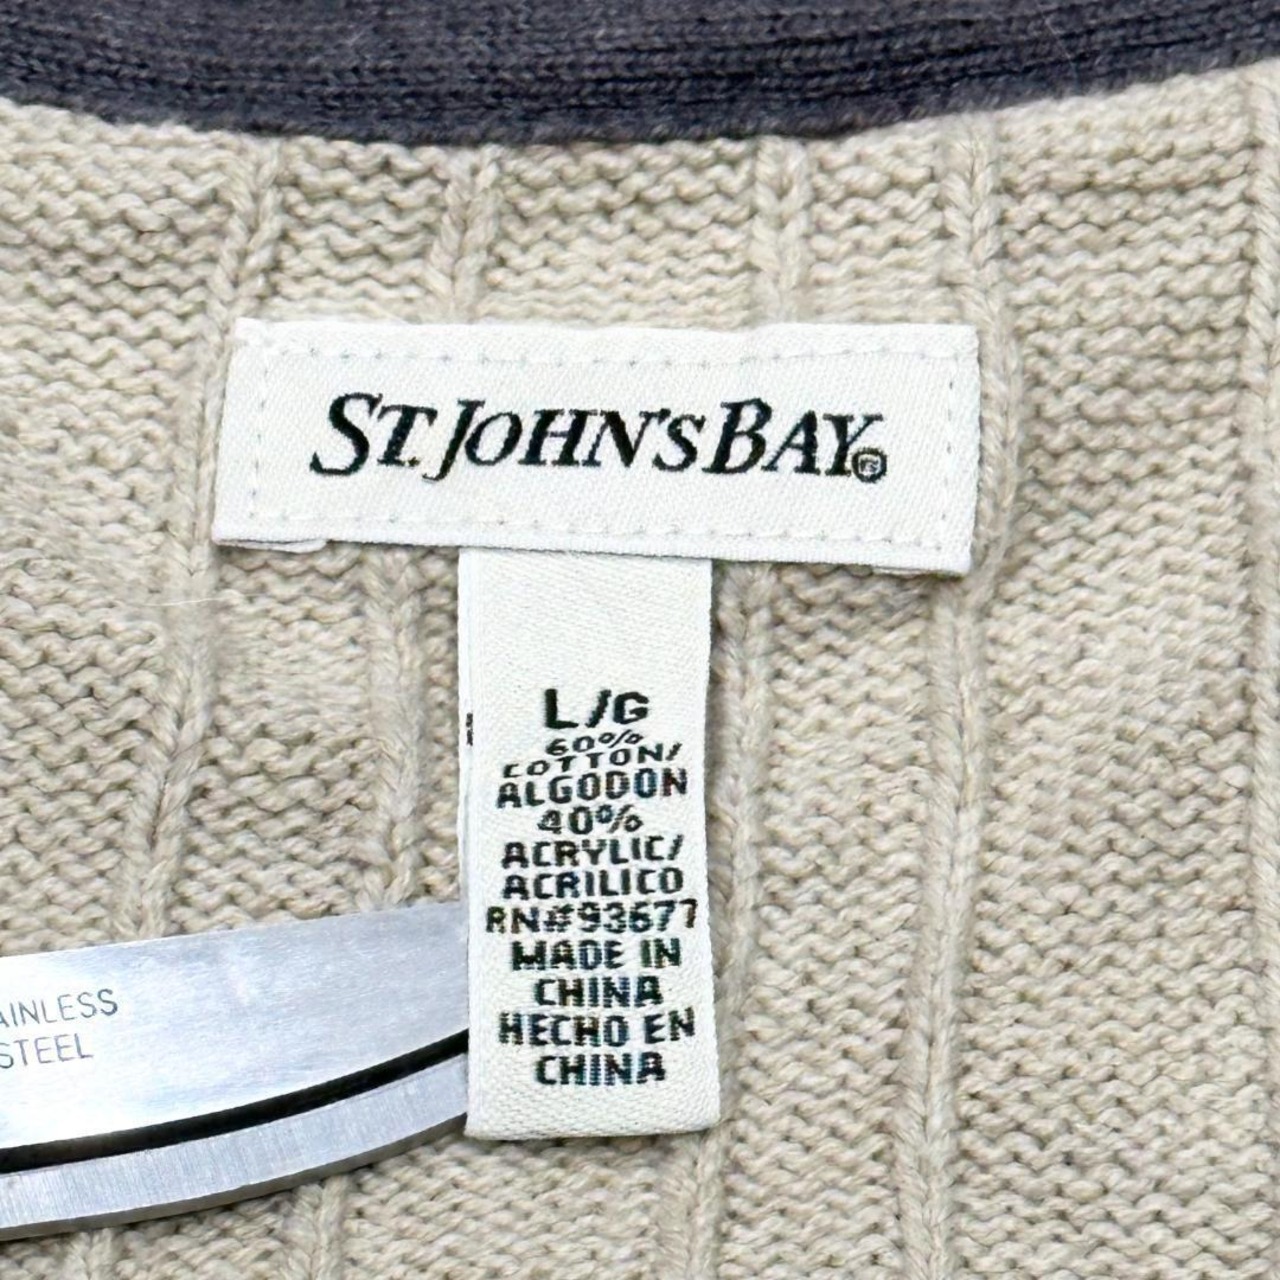 ST. JOHN'S BAY®
L/G
60%
COTTON/
ALGODON
40%
ACRYLIC/
ACRILICO
RN#93677
MADE IN
CHINA
HECHO EN
CHINA
AINLESS
STEEL